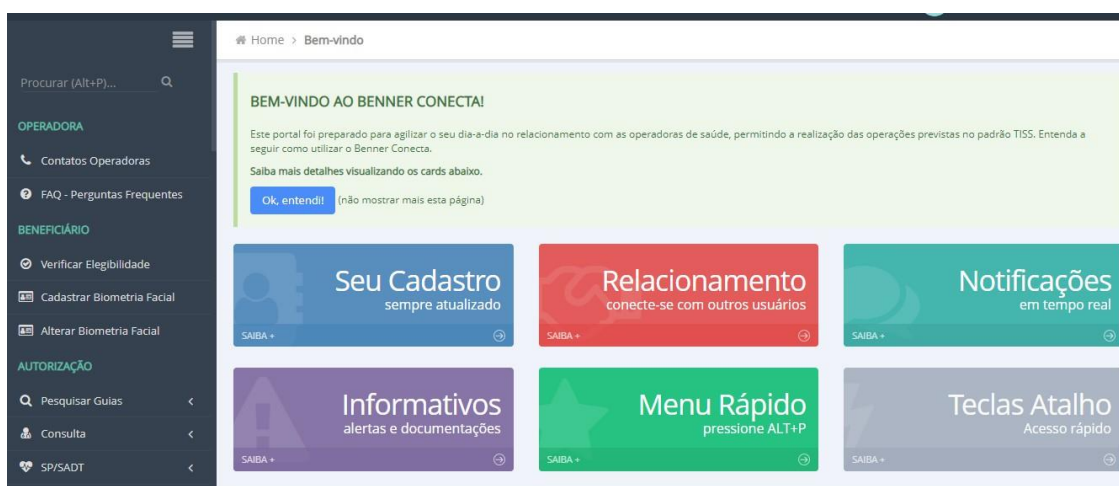 Home > Bem-vindo
Procurar (Alt+P)...
OPERADORA
Contatos Operadoras
FAQ - Perguntas Frequentes
BENEFICIÁRIO
Verificar Elegibilidade
Cadastrar Biometria Facial
Alterar Biometria Facial
AUTORIZAÇÃO
Pesquisar Guias
Consulta
SP/SADT
BEM-VINDO AO BENNER CONECTA!
Este portal foi preparado para agilizar o seu dia-a-dia no relacionamento com as operadoras de saúde, permitindo a realização das operações previstas no padrão TISS. Entenda a
seguir como utilizar o Benner Conecta.
Saiba mais detalhes visualizando os cards abaixo.
Ok, entendi! (não mostrar mais esta página)
Seu Cadastro
sempre atualizado
SAIBA +
Relacionamento
conecte-se com outros usuários
SAIBA +
Notificações
em tempo real
SAIBA +
Informativos
alertas e documentações
SAIBA +
Menu Rápido
pressione ALT+P
SAIBA +
Teclas Atalho
Acesso rápido
SAIBA +